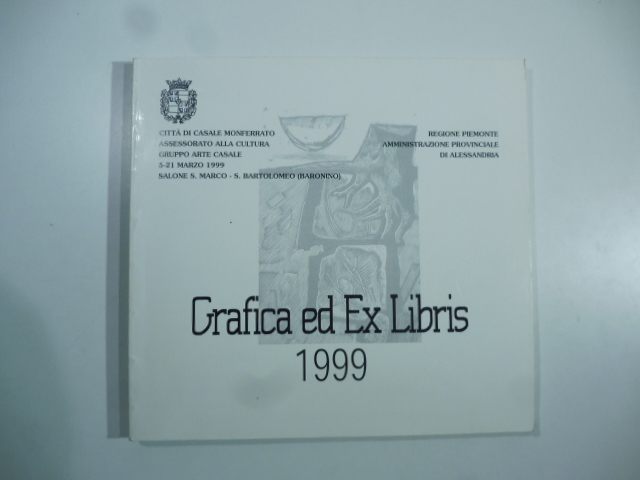 CITTÀ DI CASALE MONFERRATO
ASSESSORATO ALLA CULTURA
GRUPPO ARTE CASALE
5-21 MARZO 1999
SALONE S. MARCO - S. BARTOLOMEO (BARONINO)
REGIONE PIEMONTE
AMMINISTRAZIONE PROVINCIALE
DI ALESSANDRIA
Grafica ed Ex Libris
1999